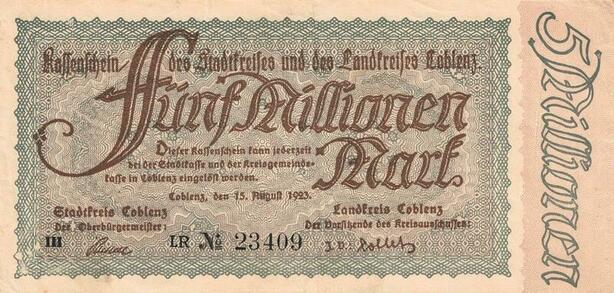 Kassenschein des Stadtkreises und des Landkreises Coblenz.
Fünf Millionen
Mark
Dieser Kassenschein kann jederzeit
bei der Stadtkasse und der Kreisgemeinde-
kasse in Coblenz eingelöst werden.
Coblenz, den 15. August 1923.
Stadtkreis Coblenz
Der Oberbürgermeister:
Landkreis Coblenz
Der Vorsitzende des Kreisausschusses:
III
LR № 23409
5 Millionen